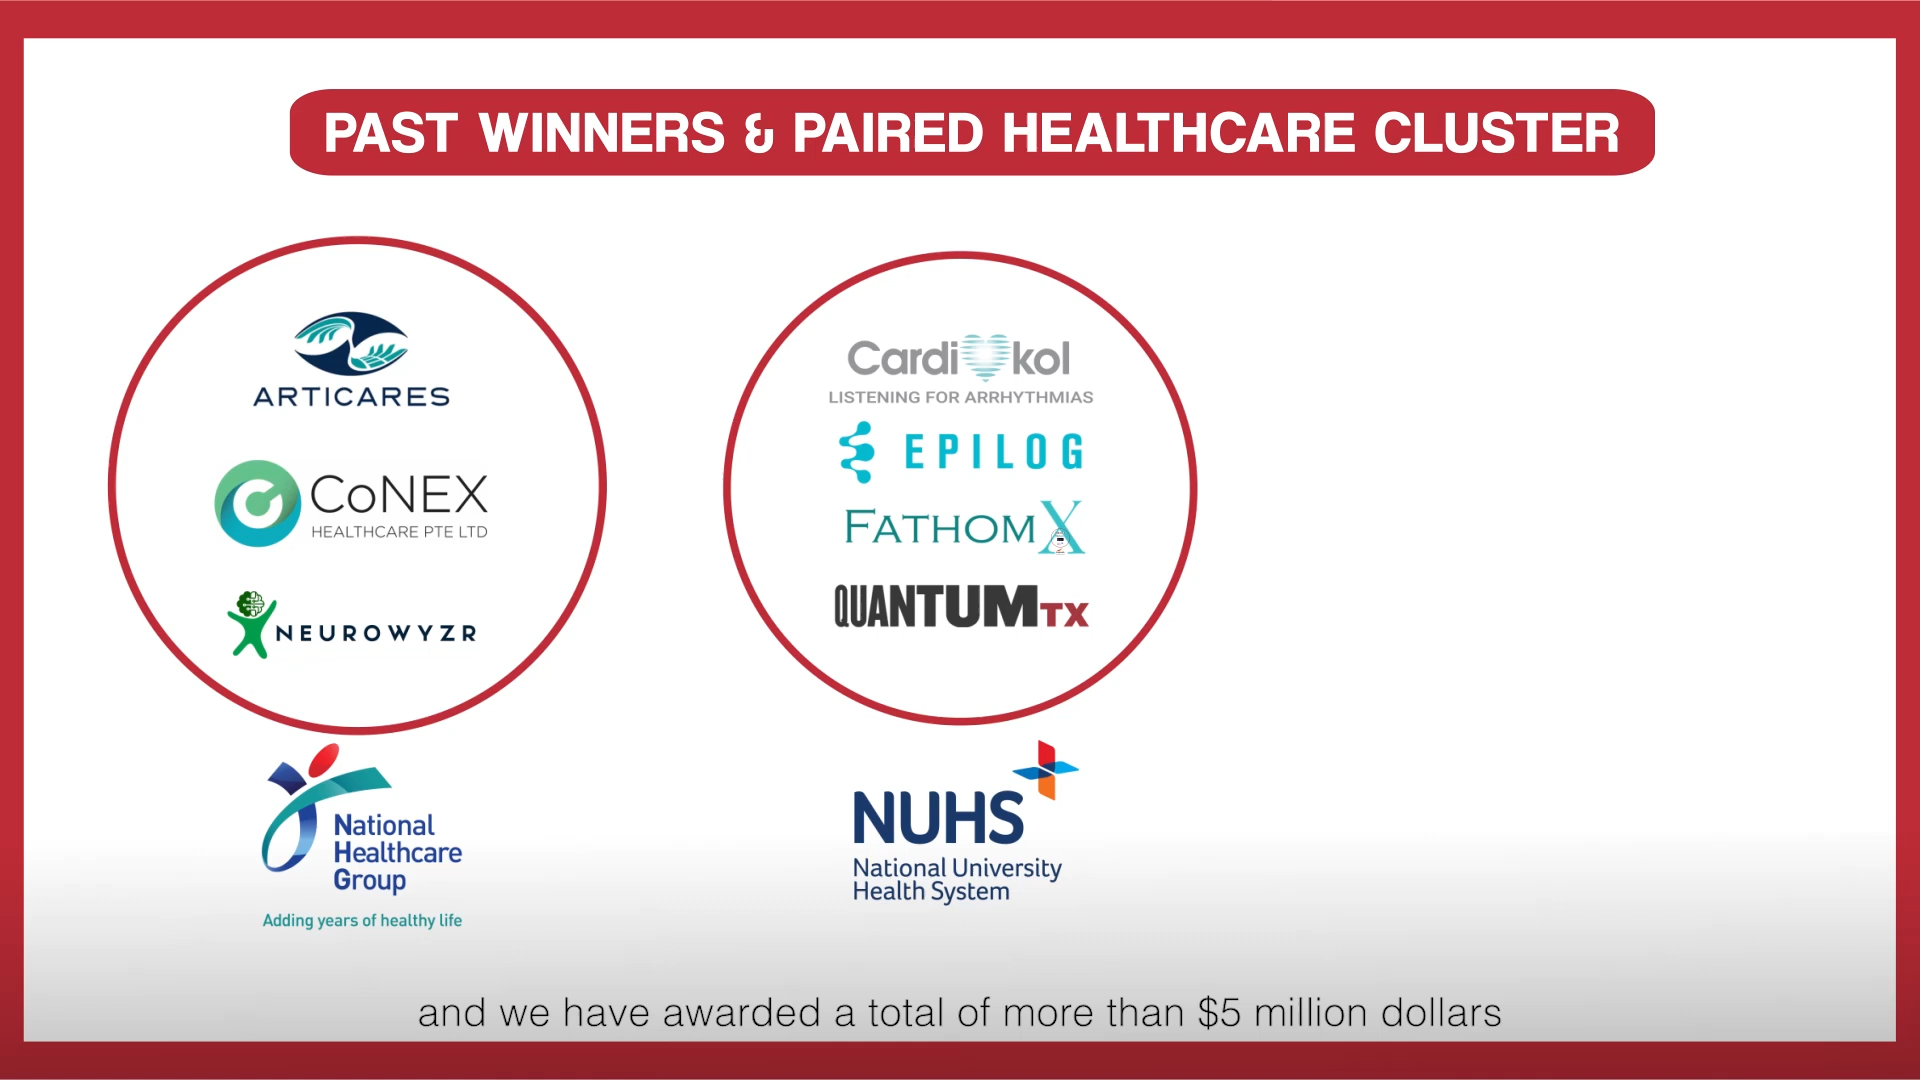 PAST WINNERS & PAIRED HEALTHCARE CLUSTER
ARTICARES
CoNEX
HEALTHCARE PTE LTD
NEUROWYZR
National
Healthcare
Group
Adding years of healthy life
Cardi kol
LISTENING FOR ARRHYTHMIAS
EPILOG
FATHOMX
QUANTUMTX
NUHS
National University
Health System
and we have awarded a total of more than $5 million dollars